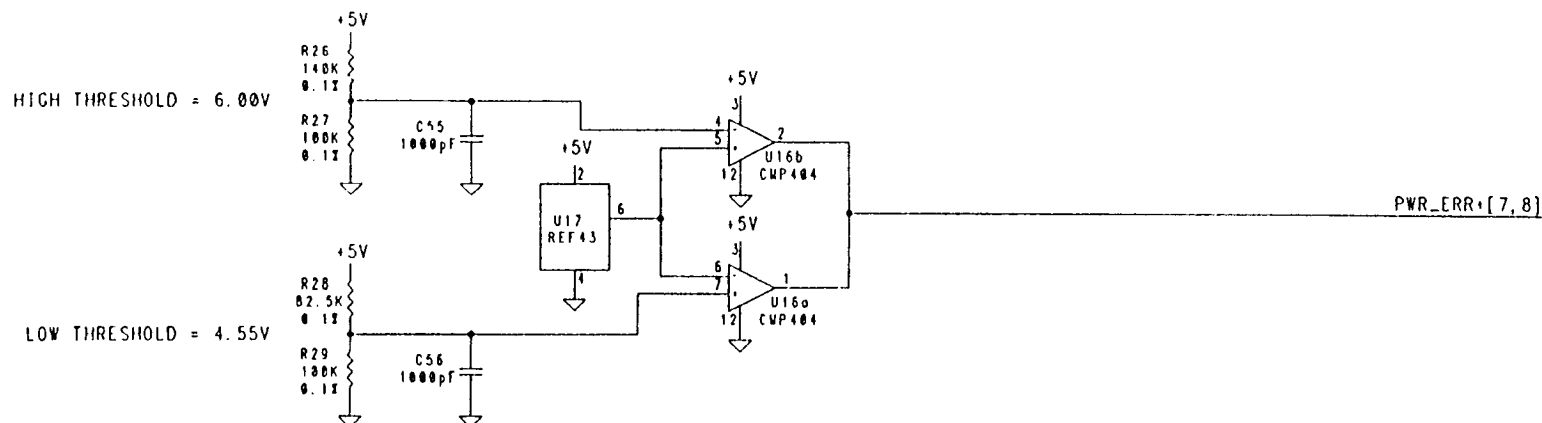 +5V
R26
140K
0.1%
HIGH THRESHOLD = 6.00V
R27
100K
0.1%
C55
1000pF
+5V
3
4
-
2
5
+
U16b
12
CMP404
+5V
2
U17
REF43
6
4
PWR_ERR+[7,8]
+5V
3
6
-
1
7
+
U16a
12
CMP404
+5V
R28
82.5K
0.1%
LOW THRESHOLD = 4.55V
R29
100K
0.1%
C56
1000pF